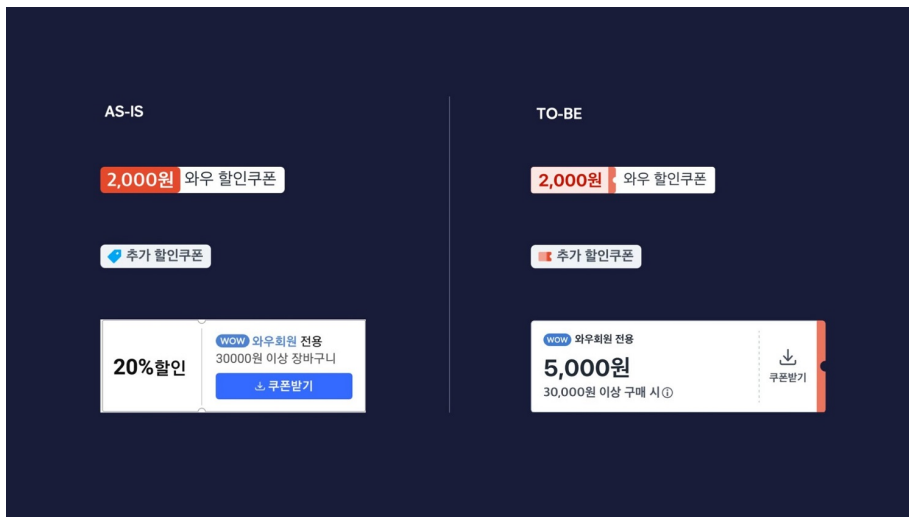 AS-IS
2,000원 와우 할인쿠폰
추가 할인쿠폰
20%할인
WOW 와우회원 전용
30000원 이상 장바구니
쿠폰받기
TO-BE
2,000원 와우 할인쿠폰
추가 할인쿠폰
WOW 와우회원 전용
5,000원
30,000원 이상 구매 시
쿠폰받기